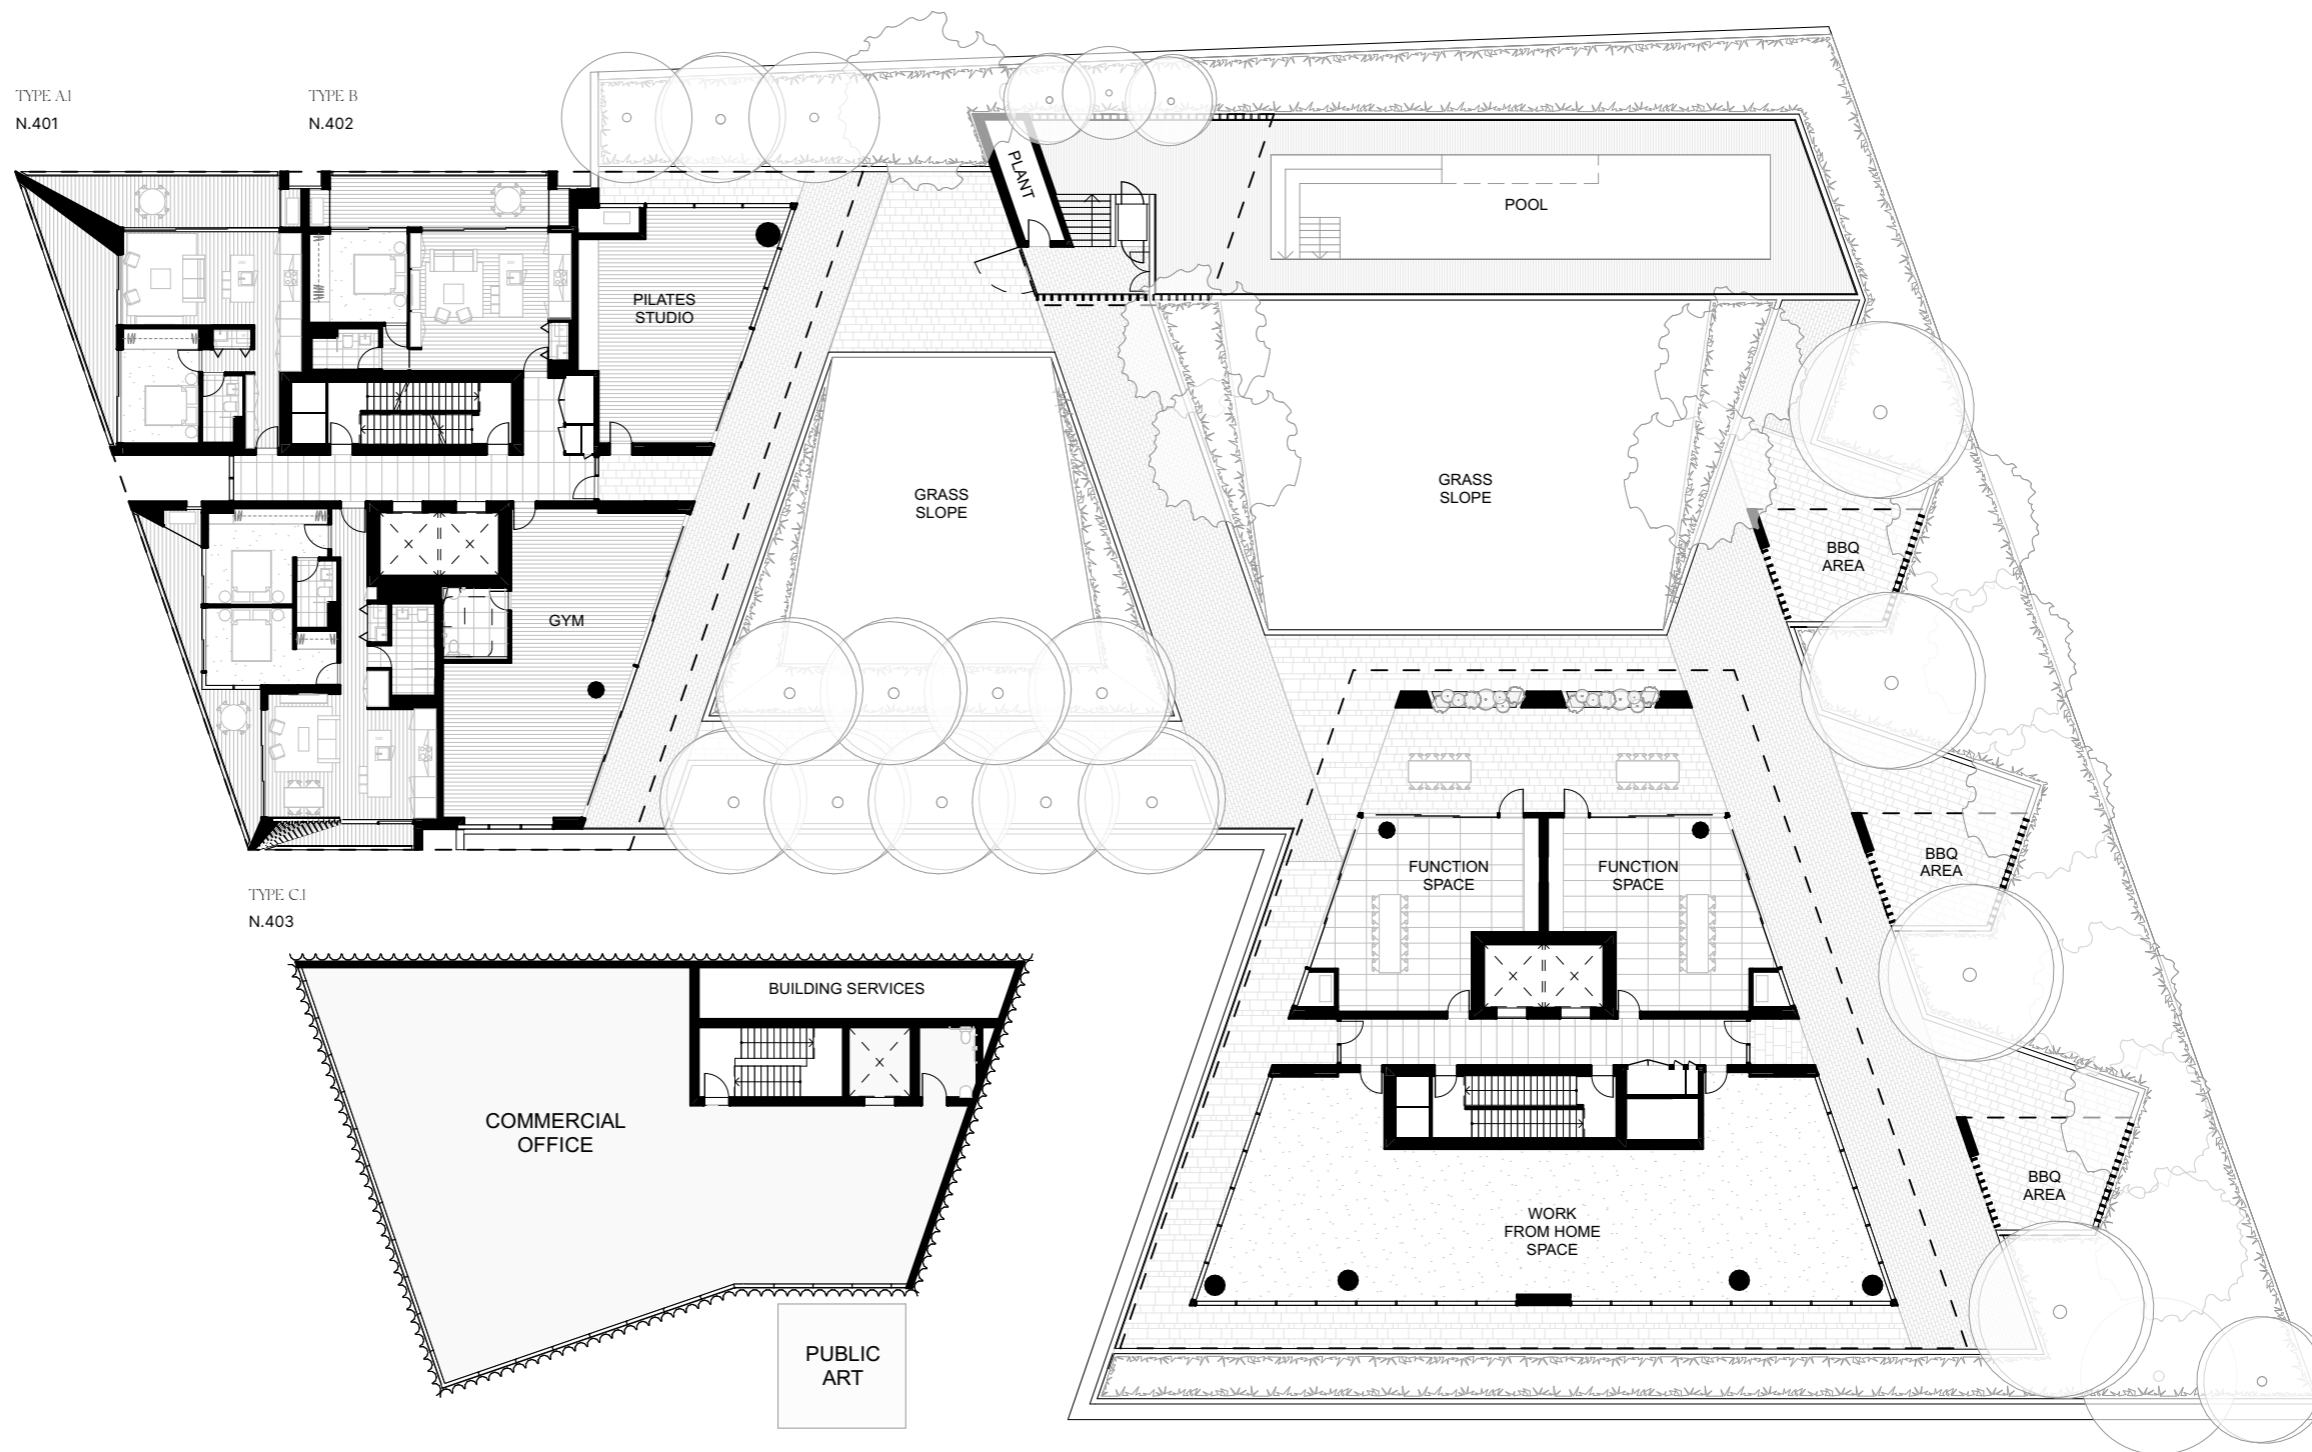 TYPE A.1
N.401
TYPE B
N.402
PLANT
POOL
PILATES
STUDIO
GRASS
SLOPE
GRASS
SLOPE
BBQ
AREA
GYM
FUNCTION
SPACE
FUNCTION
SPACE
BBQ
AREA
TYPE C.1
N.403
BUILDING SERVICES
COMMERCIAL
OFFICE
BBQ
AREA
WORK
FROM HOME
SPACE
PUBLIC
ART